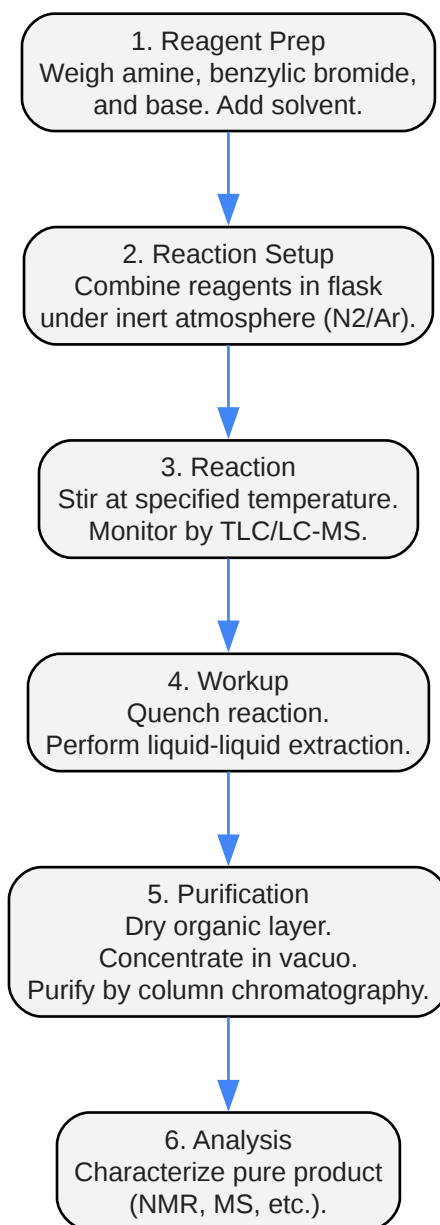 1. Reagent Prep
Weigh amine, benzylic bromide,
and base. Add solvent.
2. Reaction Setup
Combine reagents in flask
under inert atmosphere (N2/Ar).
3. Reaction
Stir at specified temperature.
Monitor by TLC/LC-MS.
4. Workup
Quench reaction.
Perform liquid-liquid extraction.
5. Purification
Dry organic layer.
Concentrate in vacuo.
Purify by column chromatography.
6. Analysis
Characterize pure product
(NMR, MS, etc.).